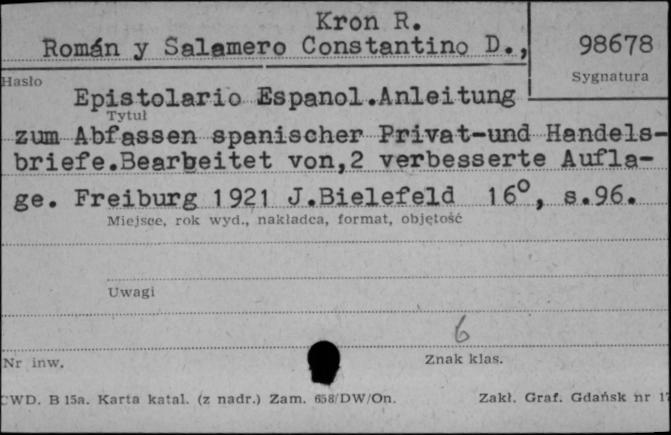 Kron R.
Román y Salamero Constantino D., 98678
Hasło Sygnatura
Epistolario Espanol.Anleitung
Tytuł
zum Abfassen spanischer Privat-und Handels-
briefe.Bearbeitet von,2 verbesserte Aufla-
ge. Freiburg 1921 J.Bielefeld 16°, s.96.
Miejsce, rok wyd., nakładca, format, objętość
Uwagi
6
Nr inw. Znak klas.
CWD. B 15a. Karta katal. (z nadr.) Zam. 658/DW/On. Zakł. Graf. Gdańsk nr